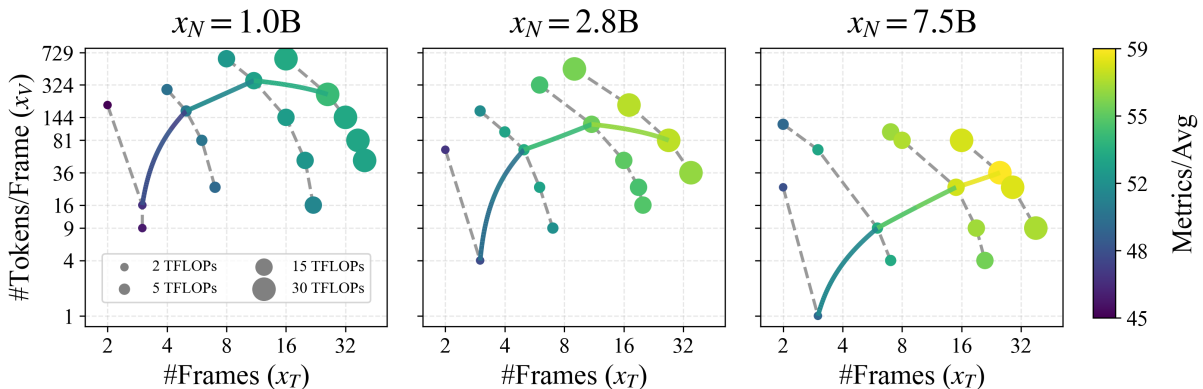 x_N = 1.0B
x_N = 2.8B
x_N = 7.5B
#Tokens/Frame (x_V)
729
324
144
81
36
16
9
4
1
2 TFLOPs
15 TFLOPs
5 TFLOPs
30 TFLOPs
2 4 8 16 32
2 4 8 16 32
2 4 8 16 32
#Frames (x_T)
#Frames (x_T)
#Frames (x_T)
59
55
52
48
45
Metrics/Avg